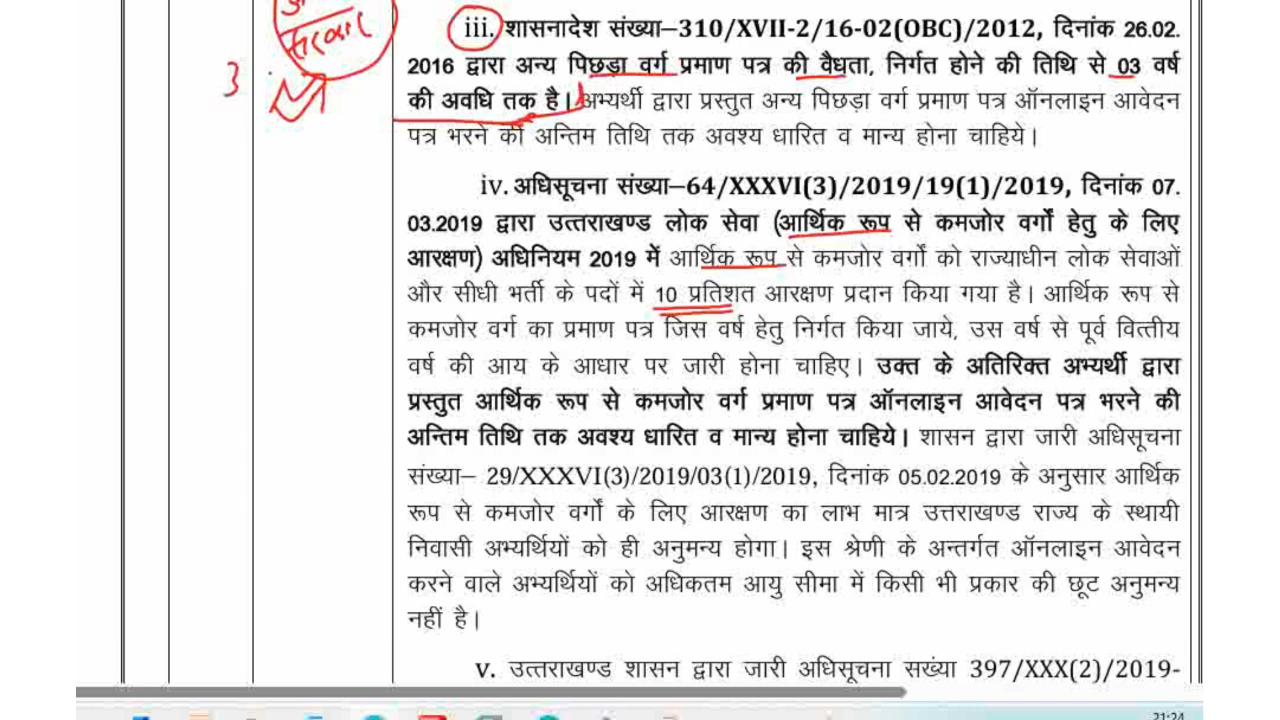 सरकार
3
iii. शासनादेश संख्या–310/XVII-2/16-02(OBC)/2012, दिनांक 26.02.
2016 द्वारा अन्य पिछड़ा वर्ग प्रमाण पत्र की वैधता, निर्गत होने की तिथि से 03 वर्ष
की अवधि तक है। अभ्यर्थी द्वारा प्रस्तुत अन्य पिछड़ा वर्ग प्रमाण पत्र ऑनलाइन आवेदन
पत्र भरने की अन्तिम तिथि तक अवश्य धारित व मान्य होना चाहिये।
iv. अधिसूचना संख्या–64/XXXVI(3)/2019/19(1)/2019, दिनांक 07.
03.2019 द्वारा उत्तराखण्ड लोक सेवा (आर्थिक रूप से कमजोर वर्गों हेतु के लिए
आरक्षण) अधिनियम 2019 में आर्थिक रूप से कमजोर वर्गों को राज्याधीन लोक सेवाओं
और सीधी भर्ती के पदों में 10 प्रतिशत आरक्षण प्रदान किया गया है। आर्थिक रूप से
कमजोर वर्ग का प्रमाण पत्र जिस वर्ष हेतु निर्गत किया जाये, उस वर्ष से पूर्व वित्तीय
वर्ष की आय के आधार पर जारी होना चाहिए। उक्त के अतिरिक्त अभ्यर्थी द्वारा
प्रस्तुत आर्थिक रूप से कमजोर वर्ग प्रमाण पत्र ऑनलाइन आवेदन पत्र भरने की
अन्तिम तिथि तक अवश्य धारित व मान्य होना चाहिये। शासन द्वारा जारी अधिसूचना
संख्या– 29/XXXVI(3)/2019/03(1)/2019, दिनांक 05.02.2019 के अनुसार आर्थिक
रूप से कमजोर वर्गों के लिए आरक्षण का लाभ मात्र उत्तराखण्ड राज्य के स्थायी
निवासी अभ्यर्थियों को ही अनुमन्य होगा। इस श्रेणी के अन्तर्गत ऑनलाइन आवेदन
करने वाले अभ्यर्थियों को अधिकतम आयु सीमा में किसी भी प्रकार की छूट अनुमन्य
नहीं है।
v. उत्तराखण्ड शासन द्वारा जारी अधिसूचना सख्ंया 397/XXX(2)/2019-
21:24